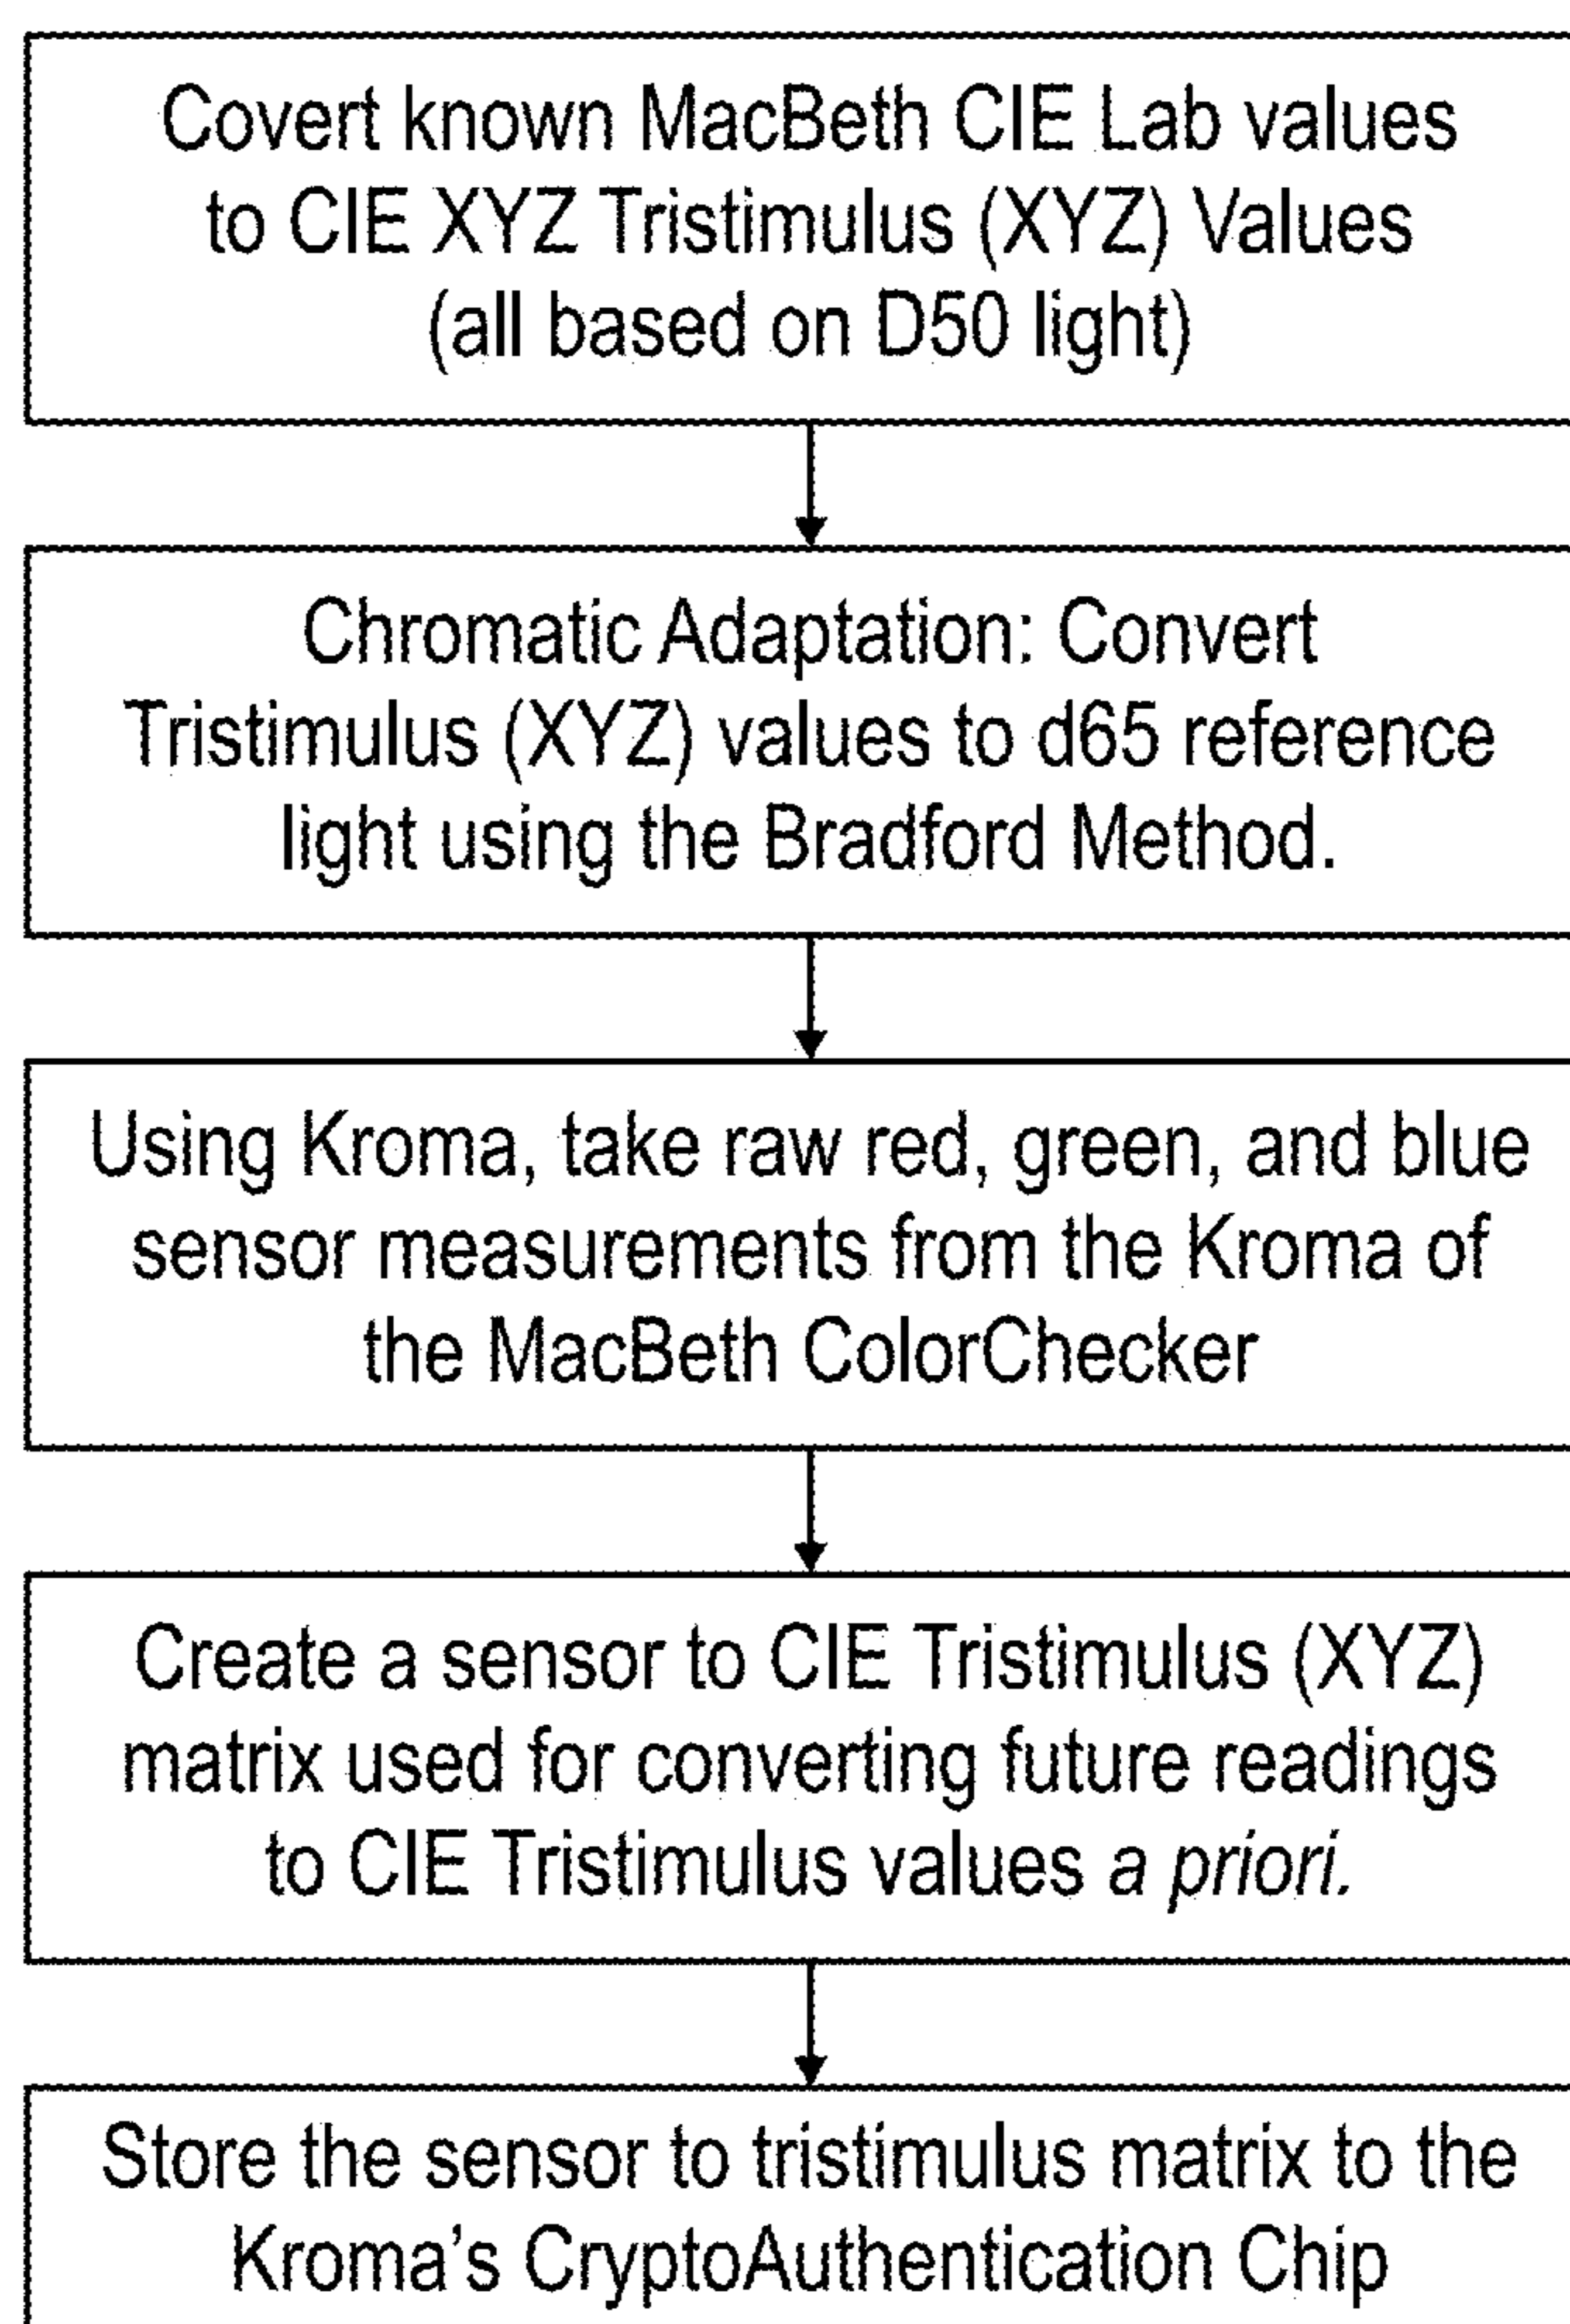 Covert known MacBeth CIE Lab values
to CIE XYZ Tristimulus (XYZ) Values
(all based on D50 light)
Chromatic Adaptation: Convert
Tristimulus (XYZ) values to d65 reference
light using the Bradford Method.
Using Kroma, take raw red, green, and blue
sensor measurements from the Kroma of
the MacBeth ColorChecker
Create a sensor to CIE Tristimulus (XYZ)
matrix used for converting future readings
to CIE Tristimulus values a priori.
Store the sensor to tristimulus matrix to the
Kroma's CryptoAuthentication Chip